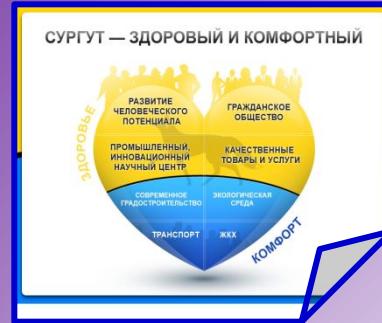 СУРГУТ — ЗДОРОВЫЙ И КОМФОРТНЫЙ
ЗДОРОВЬЕ
РАЗВИТИЕ
ЧЕЛОВЕЧЕСКОГО
ПОТЕНЦИАЛА
ГРАЖДАНСКОЕ
ОБЩЕСТВО
ПРОМЫШЛЕННЫЙ,
ИННОВАЦИОННЫЙ
НАУЧНЫЙ ЦЕНТР
КАЧЕСТВЕННЫЕ
ТОВАРЫ И УСЛУГИ
СОВРЕМЕННОЕ
ГРАДОСТРОИТЕЛЬСТВО
ЭКОЛОГИЧЕСКАЯ
СРЕДА
ТРАНСПОРТ
ЖКХ
КОМФОРТ